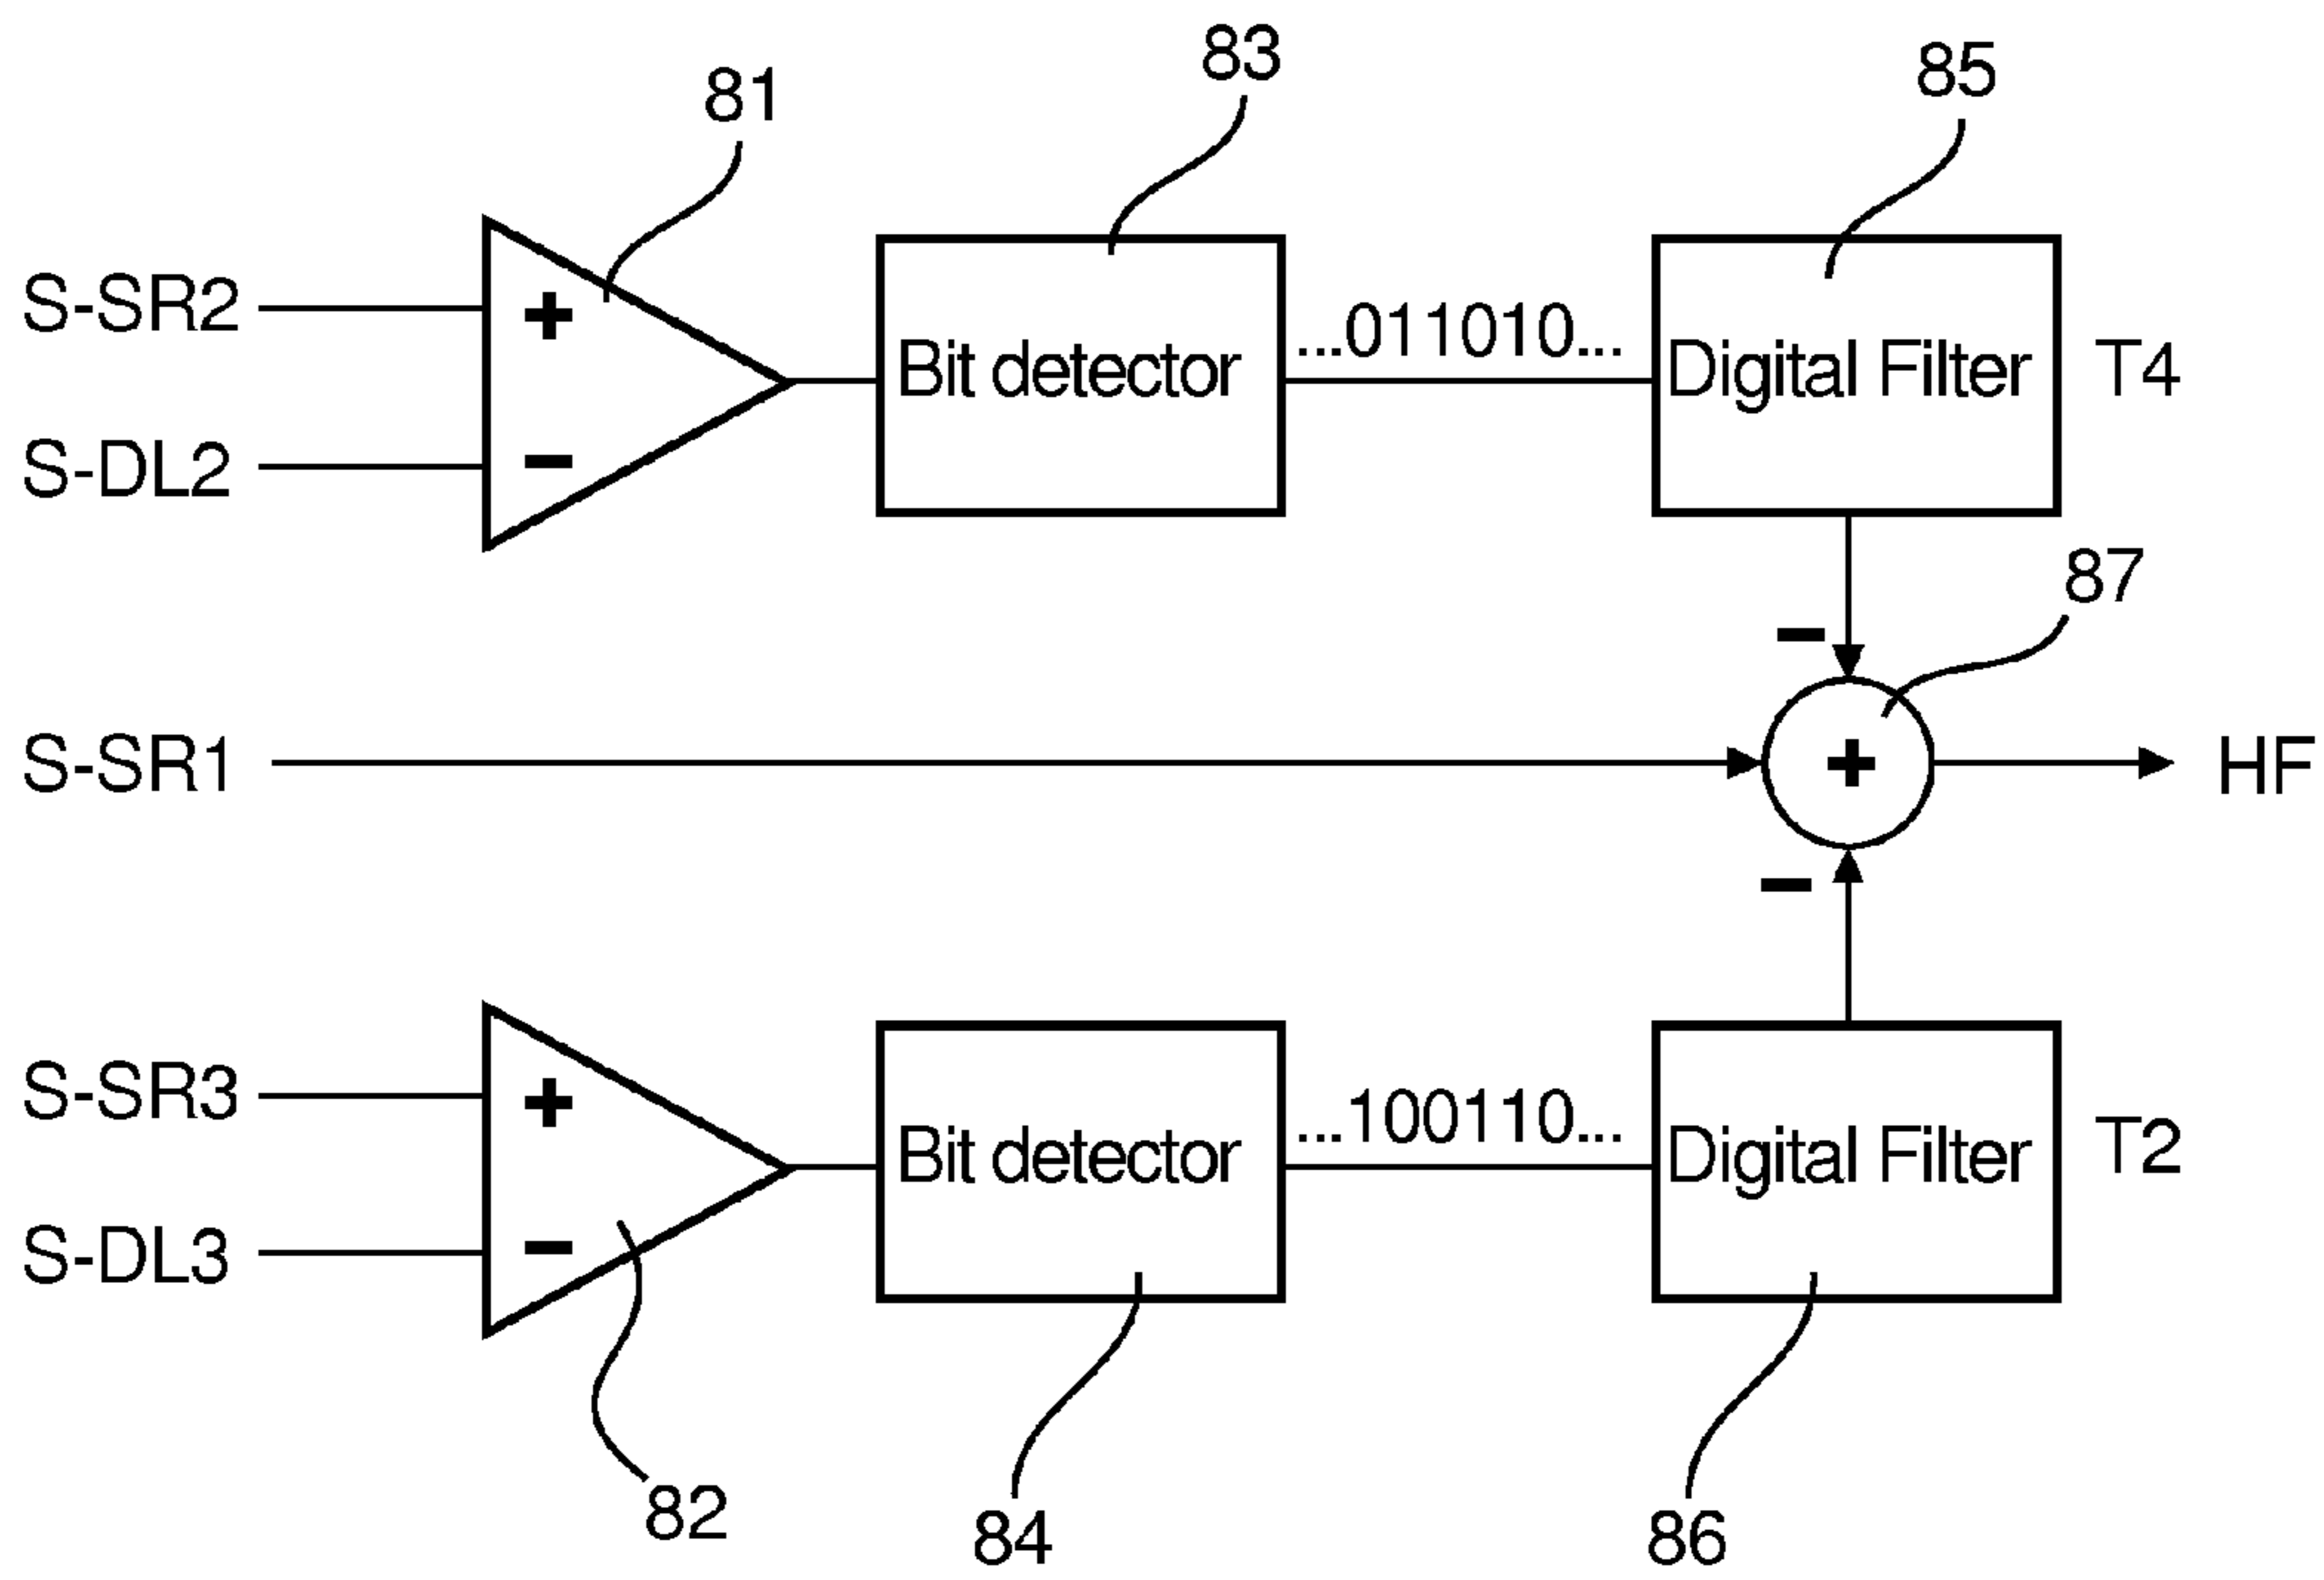 83
85
81
S-SR2
+
...011010...
Bit detector
Digital Filter
T4
S-DL2
-
87
-
S-SR1
+
HF
-
S-SR3
+
...100110...
Bit detector
Digital Filter
T2
S-DL3
-
82
84
86